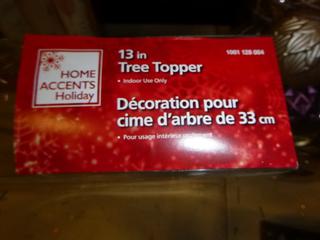 HOME
ACCENTS
Holiday
13 in
Tree Topper
• Indoor Use Only
1001 128 004
Décoration pour
cime d'arbre de 33 cm
• Pour usage intérieur seulement